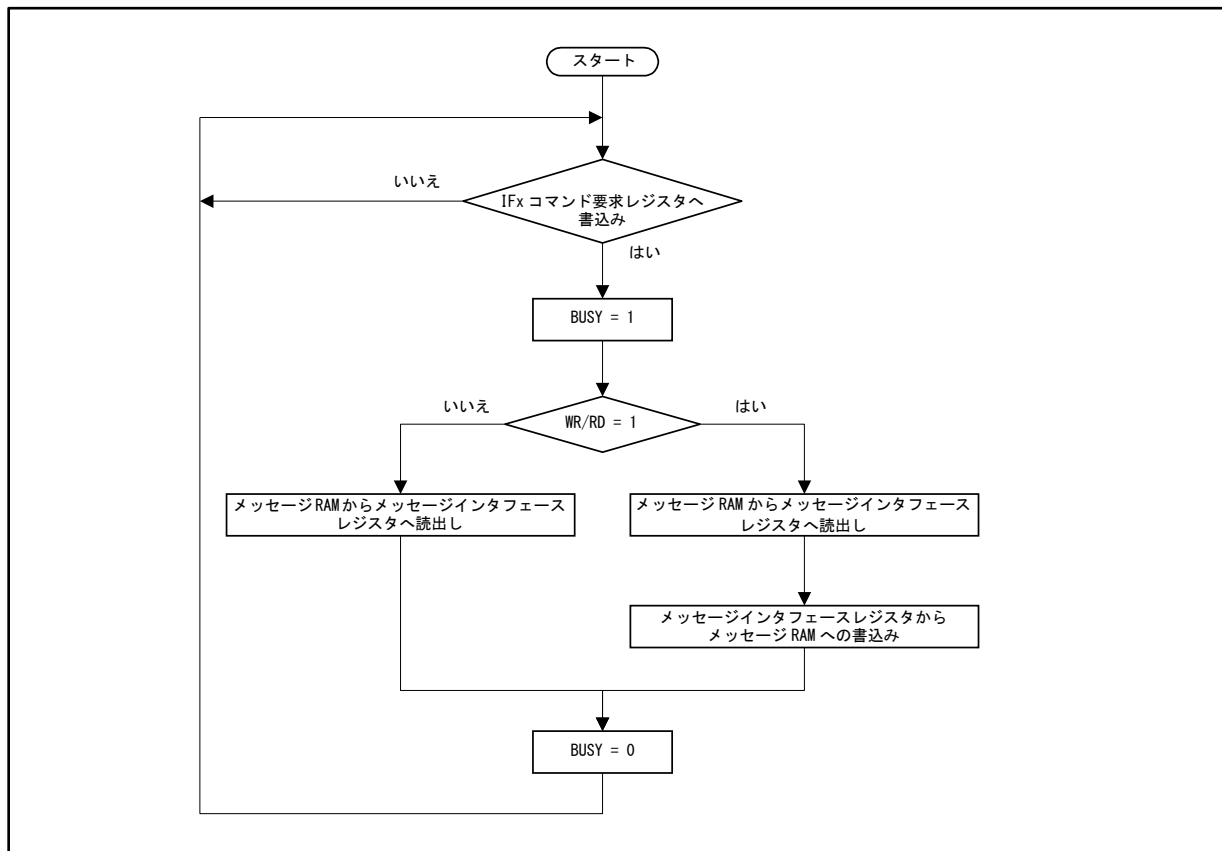 スタート
いいえ
IFx コマンド要求レジスタへ
書込み
はい
BUSY = 1
いいえ
WR/RD = 1
はい
メッセージ RAM からメッセージインタフェース
レジスタへ読出し
メッセージ RAM からメッセージインタフェース
レジスタへ読出し
メッセージインタフェースレジスタから
メッセージ RAM への書込み
BUSY = 0